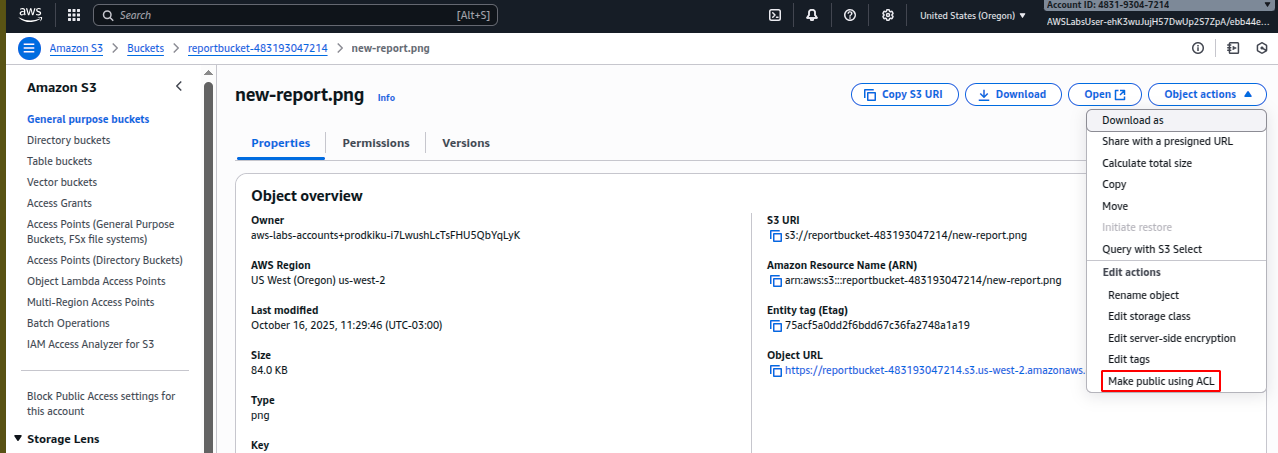 aws
Search
[Alt+S]
United States (Oregon)
Account ID: 4831-9304-7214
AWSLabsUser-ehK3wuJujH57DwUp2S7ZpA/ebb44e...
Amazon S3 > Buckets > reportbucket-483193047214 > new-report.png
Amazon S3
General purpose buckets
Directory buckets
Table buckets
Vector buckets
Access Grants
Access Points (General Purpose
Buckets, FSx file systems)
Access Points (Directory Buckets)
Object Lambda Access Points
Multi-Region Access Points
Batch Operations
IAM Access Analyzer for S3
Block Public Access settings for
this account
Storage Lens
new-report.png Info
Copy S3 URI
Download
Open
Object actions
Properties
Permissions
Versions
Object overview
Owner
aws-labs-accounts+prodkiku-i7LwushLcTsFHU5QbYqLyK
AWS Region
US West (Oregon) us-west-2
Last modified
October 16, 2025, 11:29:46 (UTC-03:00)
Size
84.0 KB
Type
png
Key
S3 URI
s3://reportbucket-483193047214/new-report.png
Amazon Resource Name (ARN)
arn:aws:s3:::reportbucket-483193047214/new-report.png
Entity tag (Etag)
75acf5a0dd2f6bdd67c36fa2748a1a19
Object URL
https://reportbucket-483193047214.s3.us-west-2.amazonaws.
Download as
Share with a presigned URL
Calculate total size
Copy
Move
Initiate restore
Query with S3 Select
Edit actions
Rename object
Edit storage class
Edit server-side encryption
Edit tags
Make public using ACL